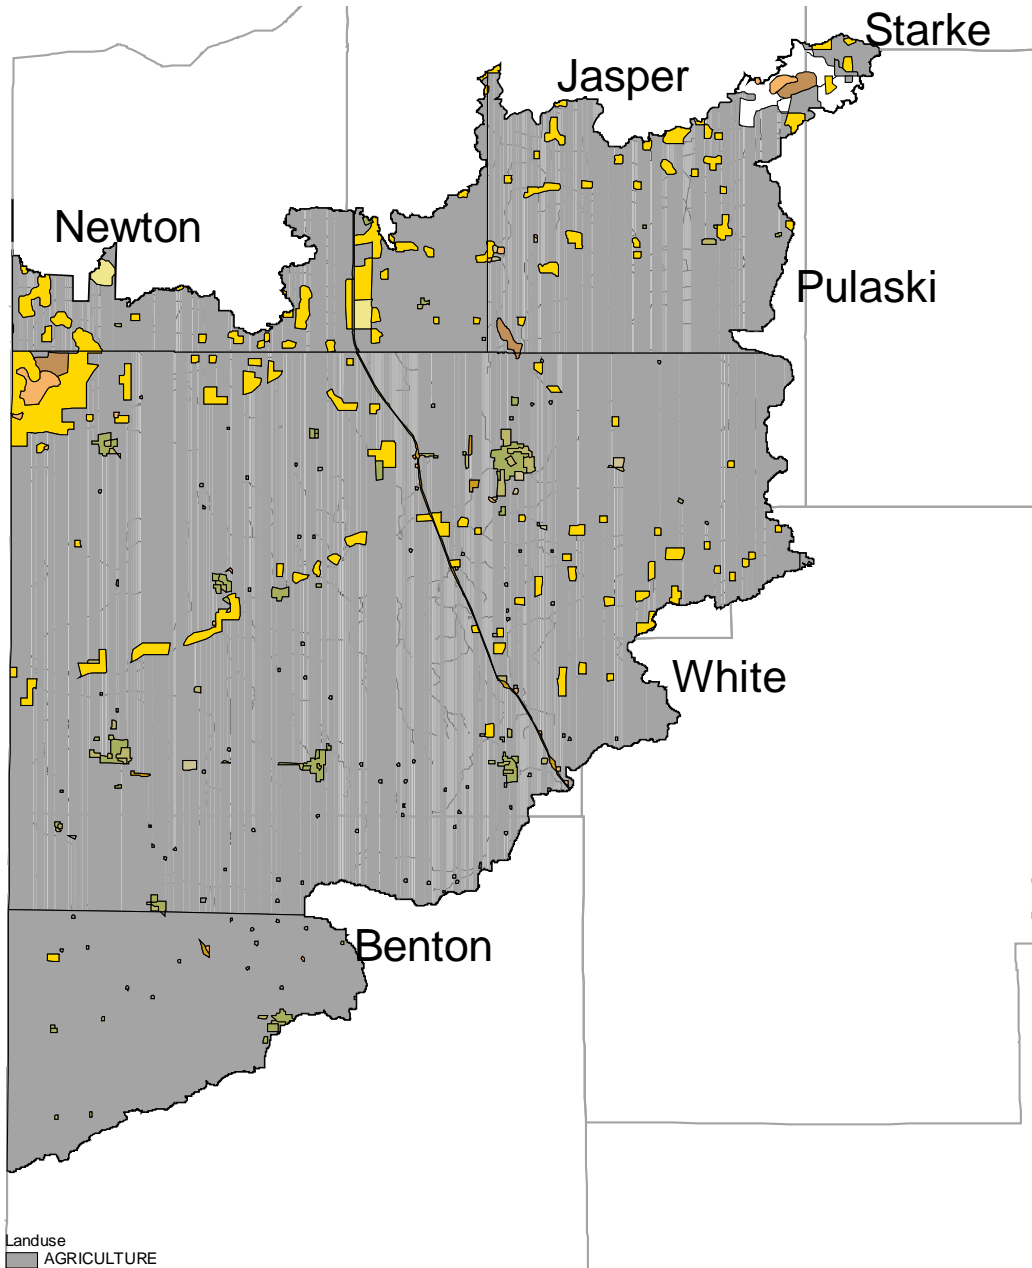 Starke
Jasper
Newton
Pulaski
White
Benton
Landuse
AGRICULTURE